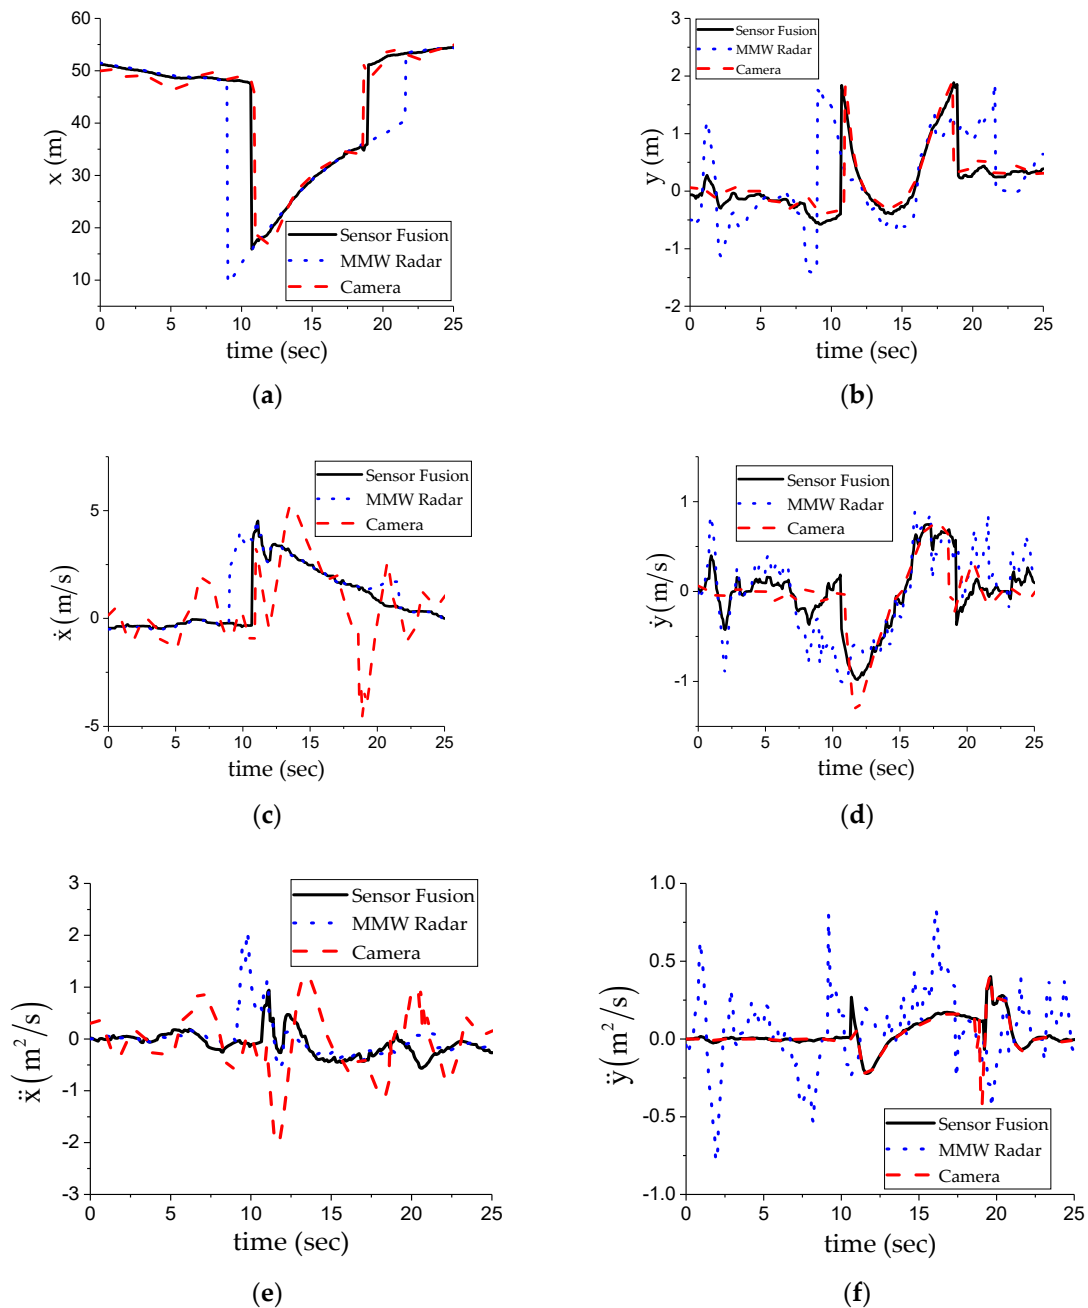 60
50
40
30
20
10
x (m)
Sensor Fusion
MMW Radar
Camera
0 5 10 15 20 25
time (sec)
(a)
3
2
1
0
-1
-2
y (m)
Sensor Fusion
MMW Radar
Camera
0 5 10 15 20 25
time (sec)
(b)
5
0
-5
ẋ (m/s)
Sensor Fusion
MMW Radar
Camera
0 5 10 15 20 25
time (sec)
(c)
1
0
-1
ẏ (m/s)
Sensor Fusion
MMW Radar
Camera
0 5 10 15 20 25
time (sec)
(d)
3
2
1
0
-1
-2
-3
ẍ (m²/s)
Sensor Fusion
MMW Radar
Camera
0 5 10 15 20 25
time (sec)
(e)
1.0
0.5
0.0
-0.5
-1.0
ÿ (m²/s)
Sensor Fusion
MMW Radar
Camera
0 5 10 15 20 25
time (sec)
(f)